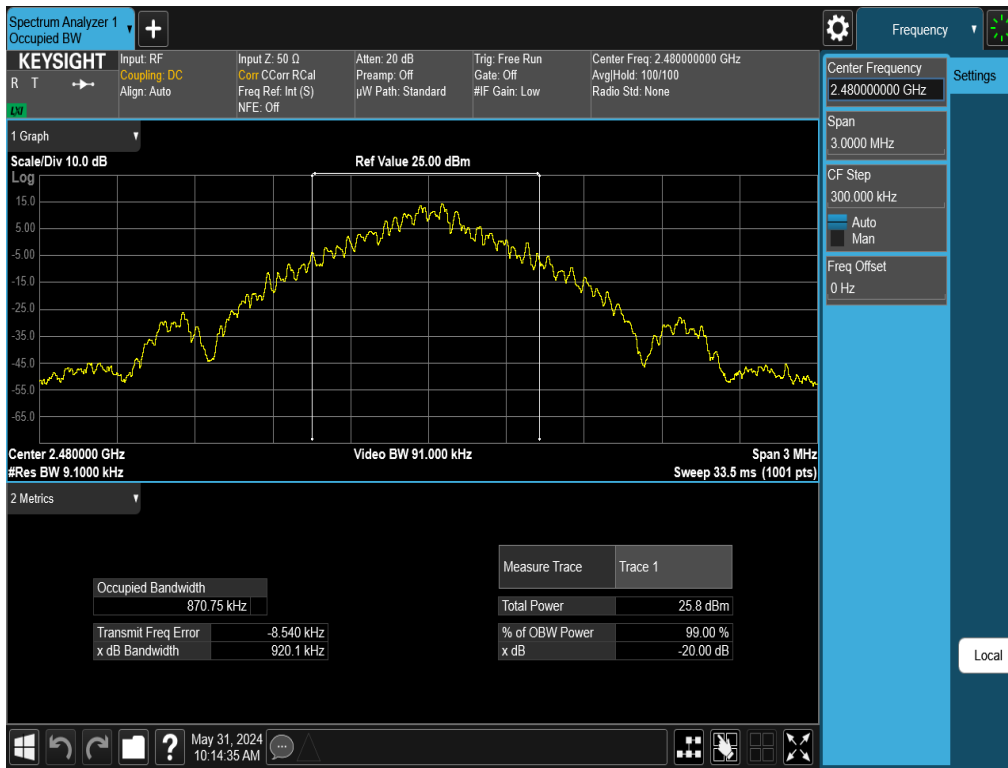 Spectrum Analyzer 1
Occupied BW
Frequency
KEYSIGHT
R T
LXI
Input: RF
Coupling: DC
Align: Auto
Input Z: 50 Ω
Corr CCorr RCal
Freq Ref: Int (S)
NFE: Off
Atten: 20 dB
Preamp: Off
µW Path: Standard
Trig: Free Run
Gate: Off
#IF Gain: Low
Center Freq: 2.480000000 GHz
Avg|Hold: 100/100
Radio Std: None
Center Frequency
2.480000000 GHz
Settings
Span
3.0000 MHz
CF Step
300.000 kHz
Auto
Man
Freq Offset
0 Hz
1 Graph
Scale/Div 10.0 dB
Ref Value 25.00 dBm
Log
15.0
5.00
-5.00
-15.0
-25.0
-35.0
-45.0
-55.0
-65.0
Center 2.480000 GHz
Video BW 91.000 kHz
Span 3 MHz
#Res BW 9.1000 kHz
Sweep 33.5 ms (1001 pts)
2 Metrics
Measure Trace Trace 1
Occupied Bandwidth
870.75 kHz
Total Power 25.8 dBm
Transmit Freq Error -8.540 kHz
% of OBW Power 99.00 %
x dB Bandwidth 920.1 kHz
x dB -20.00 dB
Local
May 31, 2024
10:14:35 AM